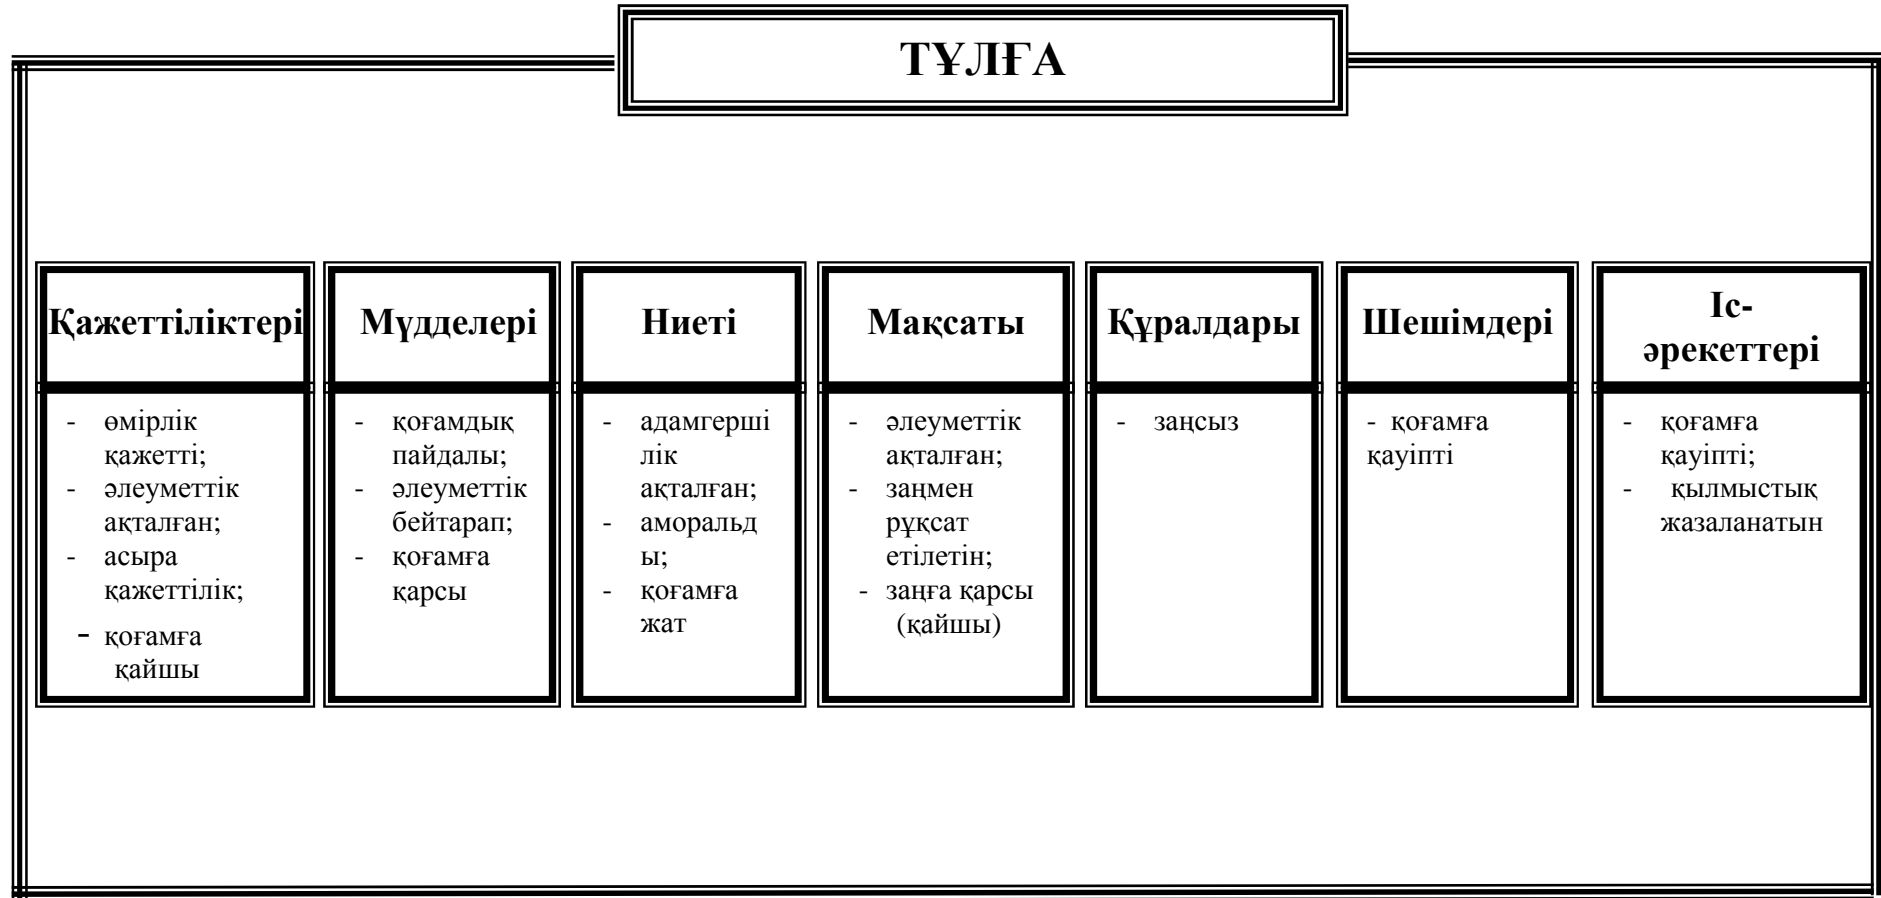 ТҰЛҒА
Қажеттіліктері
- өмірлік
қажетті;
- әлеуметтік
ақталған;
- асыра
қажеттілік;
- қоғамға
қайшы
Мүдделері
- қоғамдық
пайдалы;
- әлеуметтік
бейтарап;
- қоғамға
қарсы
Ниеті
- адамгерші
лік
ақталған;
- аморальд
ы;
- қоғамға
жат
Мақсаты
- әлеуметтік
ақталған;
- заңмен
рұқсат
етілетін;
- заңға қарсы
(қайшы)
Құралдары
- заңсыз
Шешімдері
- қоғамға
қауіпті
Іс-
әрекеттері
- қоғамға
қауіпті;
- қылмыстық
жазаланатын